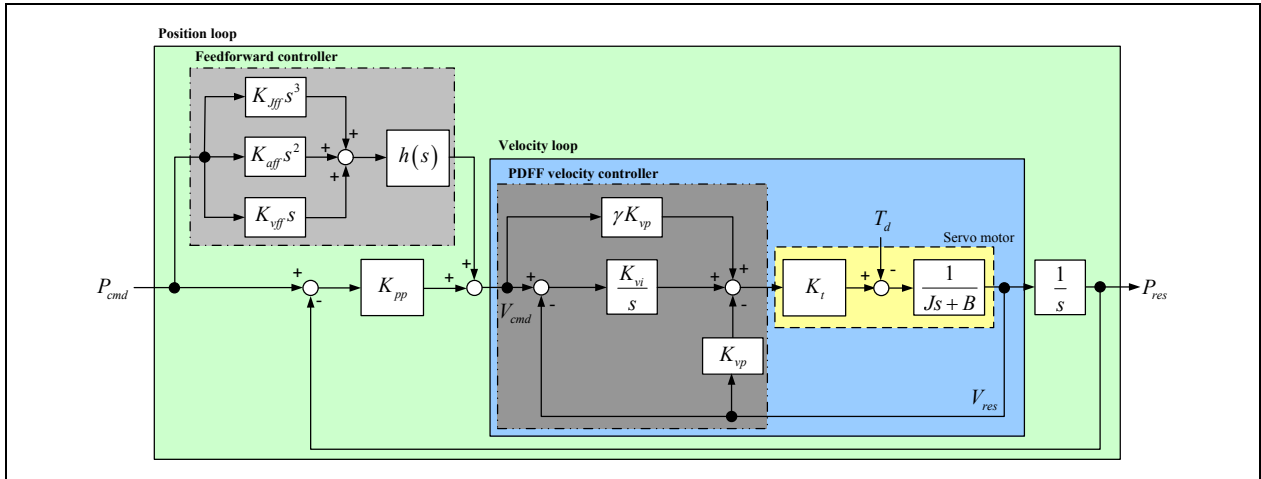 Position loop
Feedforward controller
K_{Jff} s^3
+
K_{aff} s^2
+
h(s)
+
K_{vff} s
Velocity loop
PDFF velocity controller
γK_{vp}
T_d
Servo motor
P_{cmd}
+
-
K_{pp}
+
+
V_{cmd}
+
-
K_{vi}/s
+
+
-
K_t
+
-
1/(Js+B)
1/s
P_{res}
K_{vp}
V_{res}